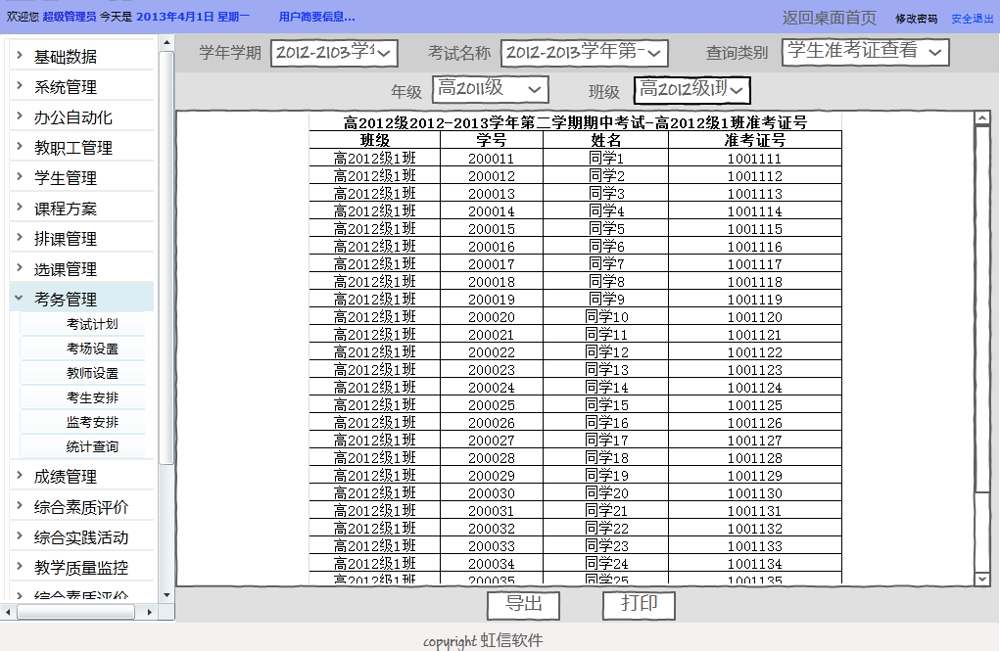 欢迎您 超级管理员 今天是 2013年4月1日 星期一 用户简要信息... 返回桌面首页 修改密码 安全退出
基础数据
系统管理
办公自动化
教职工管理
学生管理
课程方案
排课管理
选课管理
考务管理
考试计划
考场设置
教师设置
考生安排
监考安排
统计查询
成绩管理
综合素质评价
综合实践活动
教学质量监控
综合素质评价
学年学期 2012-2103学 考试名称 2012-2013学年第 查询类别 学生准考证查看
年级 高2011级 班级 高2012级1班
高2012级2012-2013学年第二学期期中考试-高2012级1班准考证号
班级 学号 姓名 准考证号
高2012级1班 200011 同学1 1001111
高2012级1班 200012 同学2 1001112
高2012级1班 200013 同学3 1001113
高2012级1班 200014 同学4 1001114
高2012级1班 200015 同学5 1001115
高2012级1班 200016 同学6 1001116
高2012级1班 200017 同学7 1001117
高2012级1班 200018 同学8 1001118
高2012级1班 200019 同学9 1001119
高2012级1班 200020 同学10 1001120
高2012级1班 200021 同学11 1001121
高2012级1班 200022 同学12 1001122
高2012级1班 200023 同学13 1001123
高2012级1班 200024 同学14 1001124
高2012级1班 200025 同学15 1001125
高2012级1班 200026 同学16 1001126
高2012级1班 200027 同学17 1001127
高2012级1班 200028 同学18 1001128
高2012级1班 200029 同学19 1001129
高2012级1班 200030 同学20 1001130
高2012级1班 200031 同学21 1001131
高2012级1班 200032 同学22 1001132
高2012级1班 200033 同学23 1001133
高2012级1班 200034 同学24 1001134
高2012级1班 200035 同学25 1001135
导出 打印
copyright 虹信软件